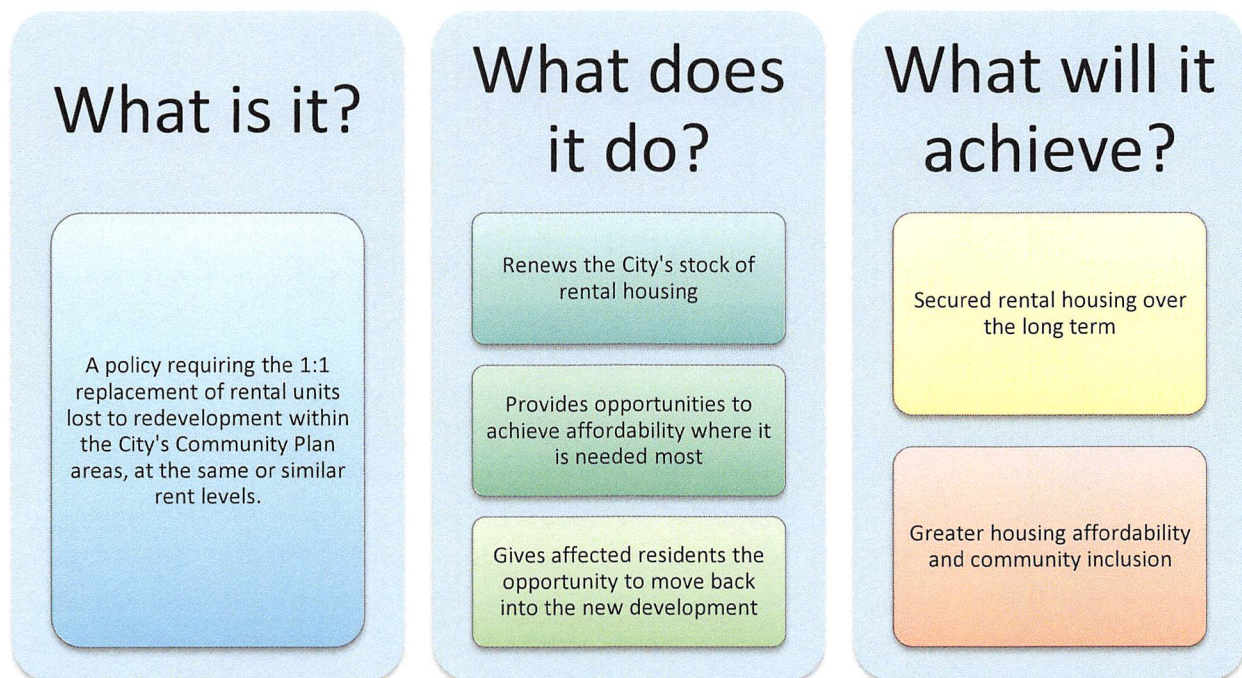 What is it?
A policy requiring the 1:1
replacement of rental units
lost to redevelopment within
the City's Community Plan
areas, at the same or similar
rent levels.
What does
it do?
Renews the City's stock of
rental housing
Provides opportunities to
achieve affordability where it
is needed most
Gives affected residents the
opportunity to move back
into the new development
What will it
achieve?
Secured rental housing over
the long term
Greater housing affordability
and community inclusion